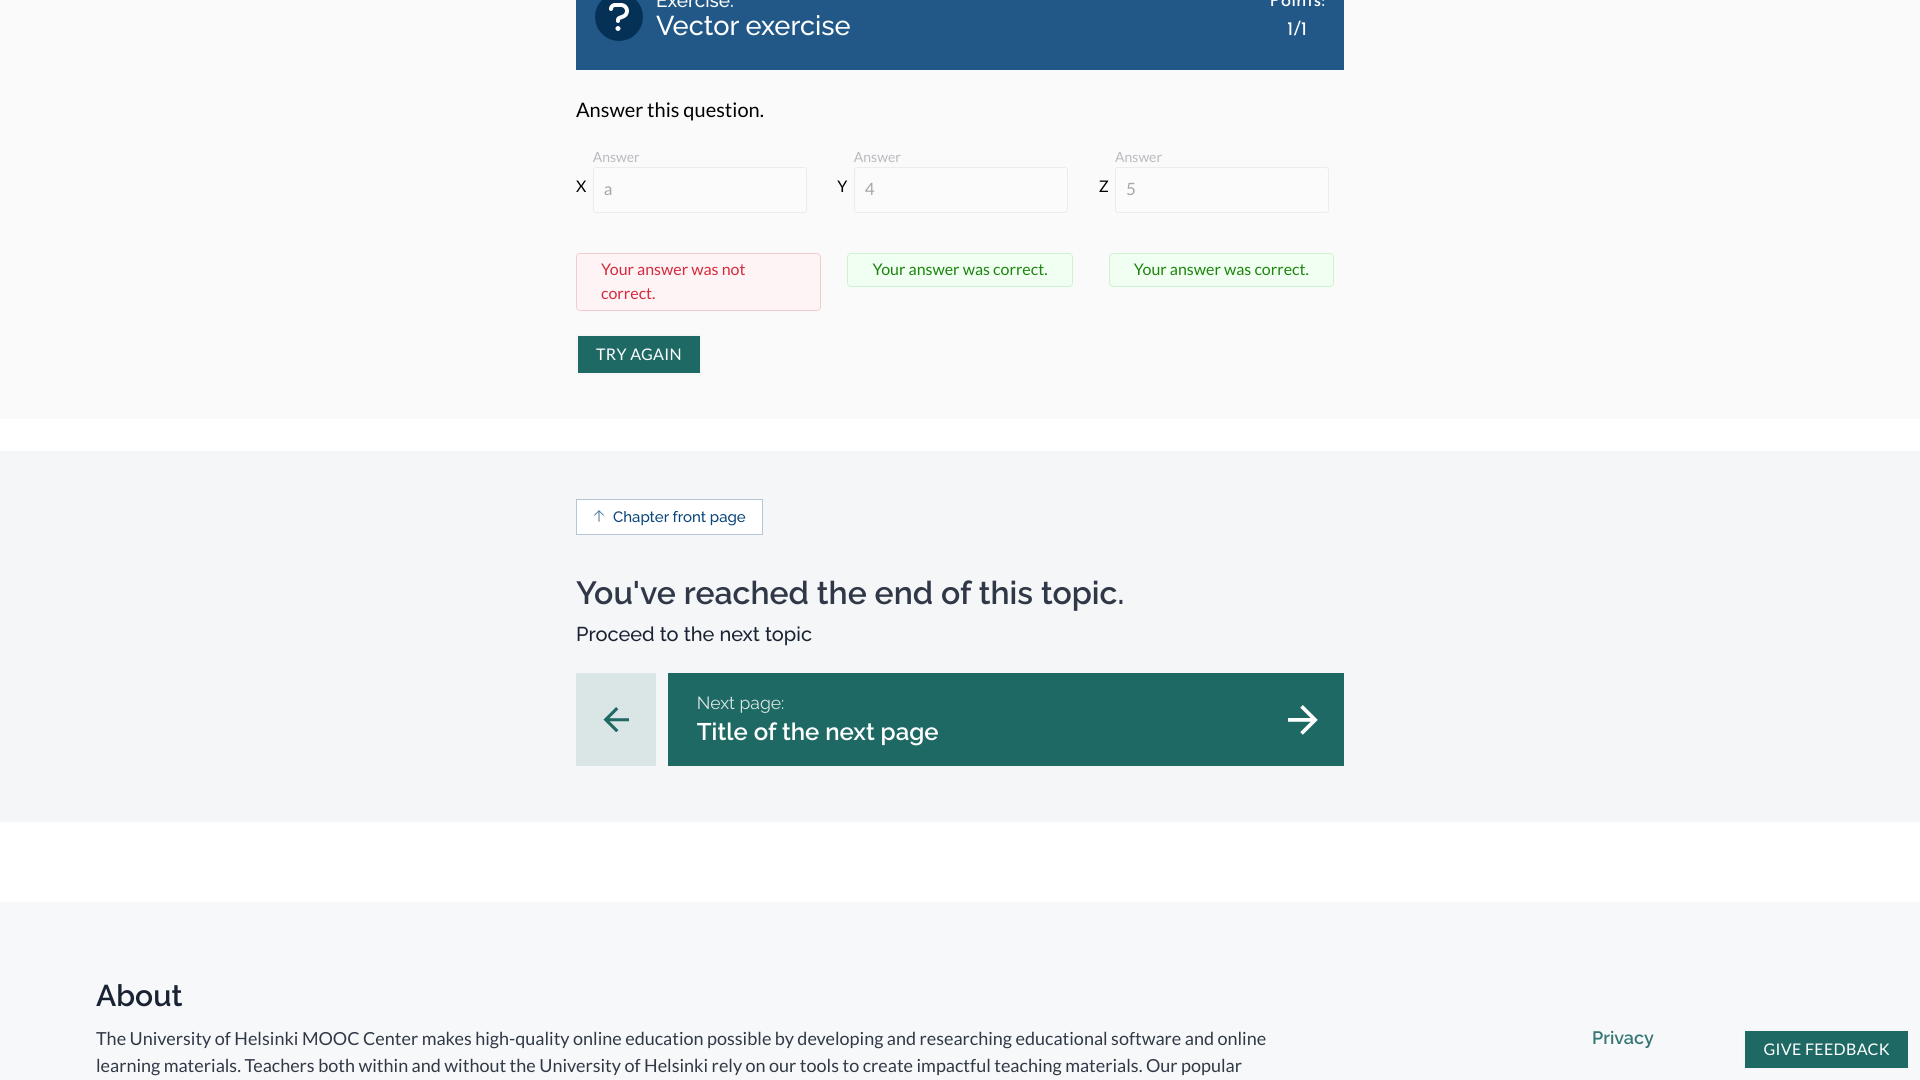 Exercise:
Points:
Vector exercise
1/1
Answer this question.
Answer
Answer
Answer
X
a
Y
4
Z
5
Your answer was not
correct.
Your answer was correct.
Your answer was correct.
TRY AGAIN
Chapter front page
You've reached the end of this topic.
Proceed to the next topic
Next page:
Title of the next page
About
The University of Helsinki MOOC Center makes high-quality online education possible by developing and researching educational software and online
learning materials. Teachers both within and without the University of Helsinki rely on our tools to create impactful teaching materials. Our popular
Privacy
GIVE FEEDBACK